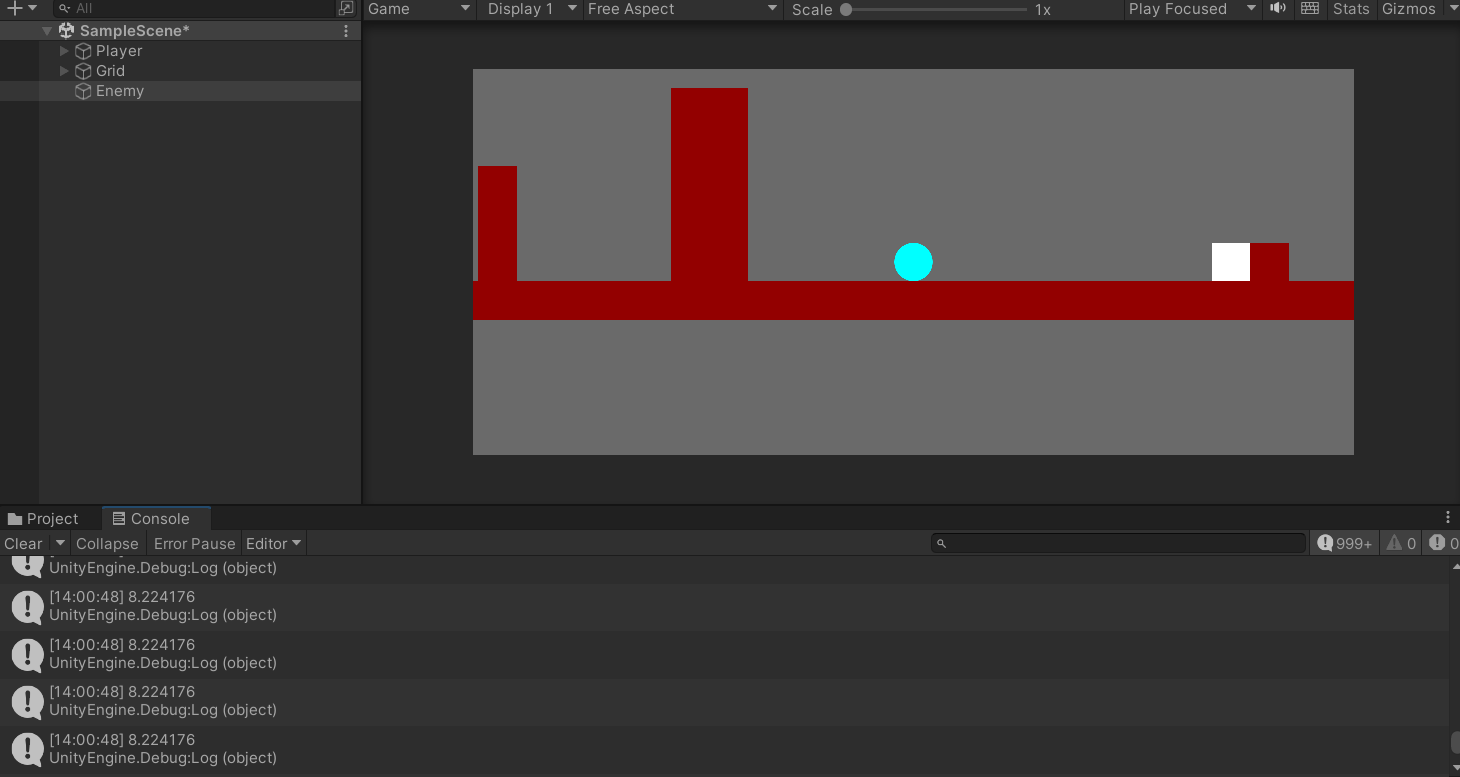 All
Game Display 1 Free Aspect Scale 1x Play Focused Stats Gizmos
SampleScene*
Player
Grid
Enemy
Project Console
Clear Collapse Error Pause Editor 999+ 0 0
UnityEngine.Debug:Log (object)
[14:00:48] 8.224176
UnityEngine.Debug:Log (object)
[14:00:48] 8.224176
UnityEngine.Debug:Log (object)
[14:00:48] 8.224176
UnityEngine.Debug:Log (object)
[14:00:48] 8.224176
UnityEngine.Debug:Log (object)